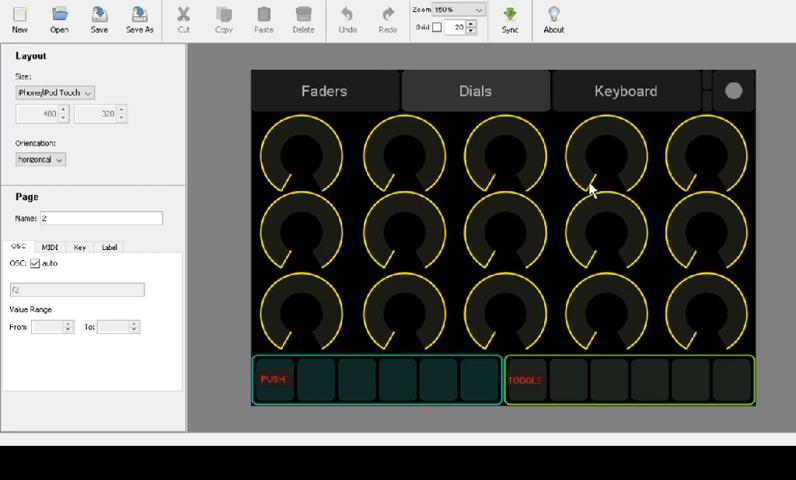 Zoom: 150%
Grid 20
New Open Save Save As Cut Copy Paste Delete Undo Redo Sync About
Layout
Size:
iPhone/iPod Touch
480 320
Orientation:
horizontal
Page
Name: 2
OSC MIDI Key Label
OSC: auto
/2
Value Range
From: To:
Faders Dials Keyboard
PUSH TOGGLE